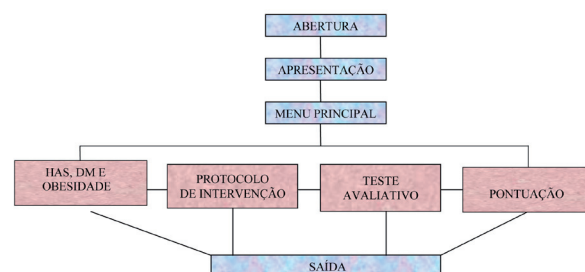 ABERTURA
APRESENTAÇÃO
MENU PRINCIPAL
HAS, DM E
OBESIDADE
PROTOCOLO
DE INTERVENÇÃO
TESTE
AVALIATIVO
PONTUAÇÃO
SAÍDA